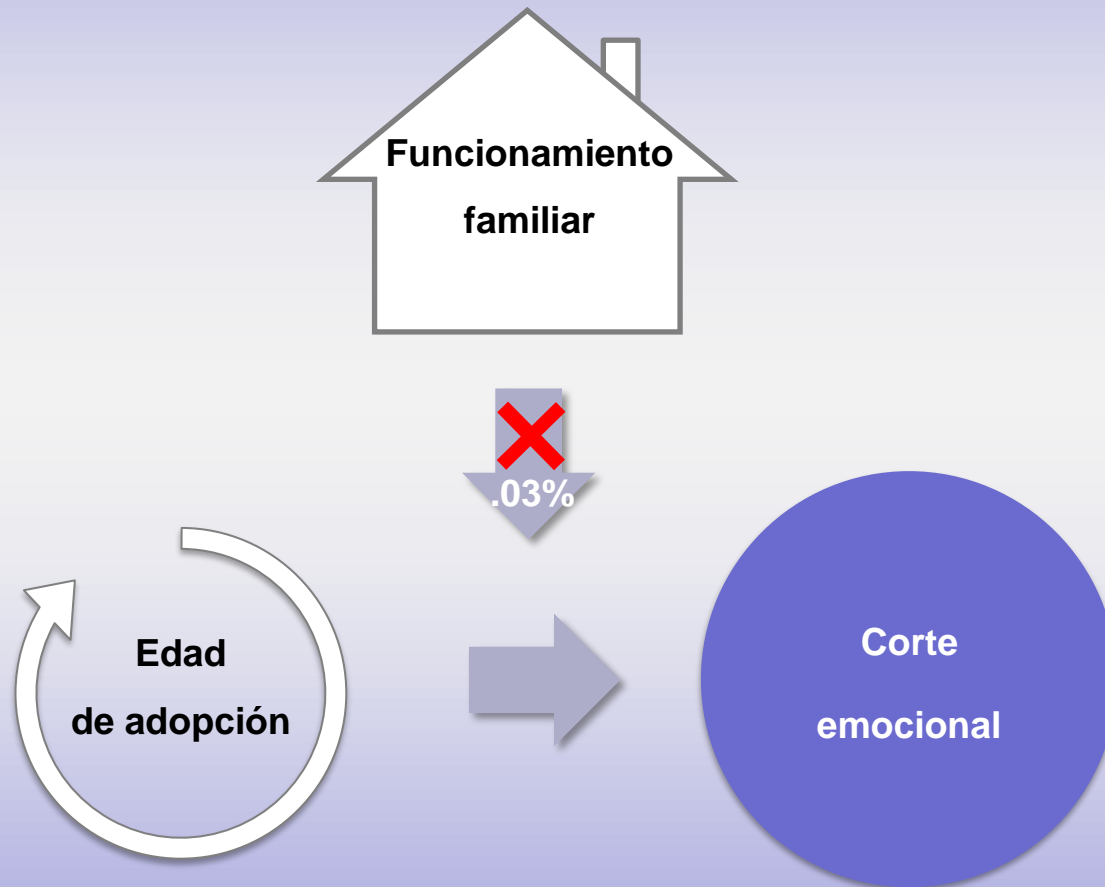 Funcionamiento
familiar
.03%
Edad
de adopción
Corte
emocional